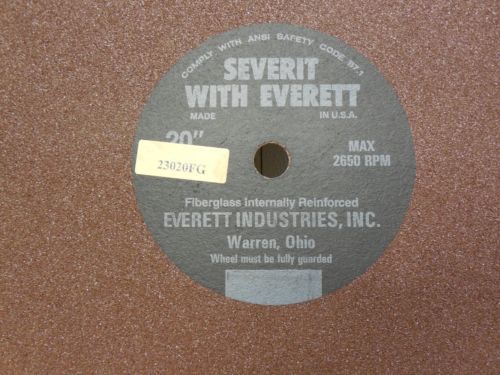 COMPLY WITH ANSI SAFETY CODE B7.1
SEVERIT
WITH EVERETT
MADE IN U.S.A.
20"
MAX
2650 RPM
23020FG
Fiberglass Internally Reinforced
EVERETT INDUSTRIES, INC.
Warren, Ohio
Wheel must be fully guarded